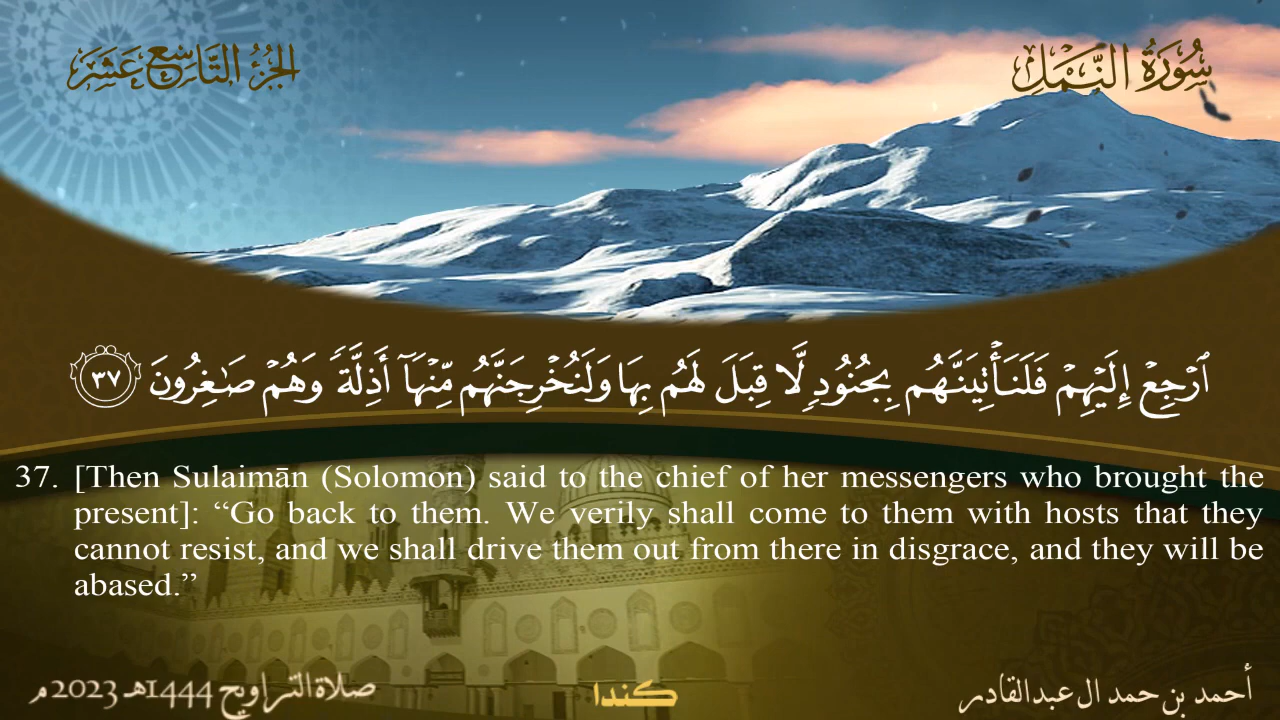 سُورَةُ النَّمْلِ
الجُزْءُ التَّاسِعَ عَشَرَ
ٱرْجِعْ إِلَيْهِمْ فَلَنَأْتِيَنَّهُم بِجُنُودٍ لَّا قِبَلَ لَهُم بِهَا وَلَنُخْرِجَنَّهُم مِّنْهَآ أَذِلَّةً وَهُمْ صَـٰغِرُونَ ٣٧
37. [Then Sulaimān (Solomon) said to the chief of her messengers who brought the
present]: “Go back to them. We verily shall come to them with hosts that they
cannot resist, and we shall drive them out from there in disgrace, and they will be
abased.”
أحمد بن حمد ال عبدالقادر
كندا
صلاة التراويح 1444هـ 2023م